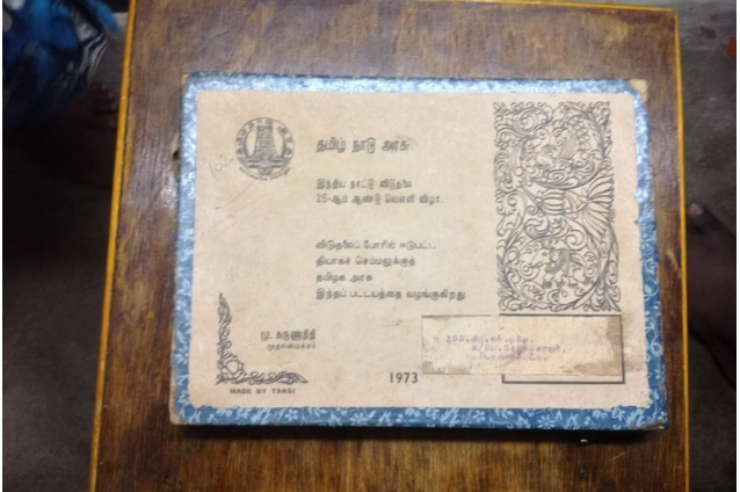 102
தமிழ் நாடு அரசு
இந்திய நாட்டு விடுதலை
25-ஆம் ஆண்டு வெள்ளி விழா.
விடுதலைப் போரில் ஈடுபட்ட
தியாகச் செம்மலுக்குத்
தமிழக அரசு
இந்தப் பட்டயத்தை வழங்குகிறது
மு. கருணாநிதி
முதலமைச்சர்
1973
MADE BY TANSI